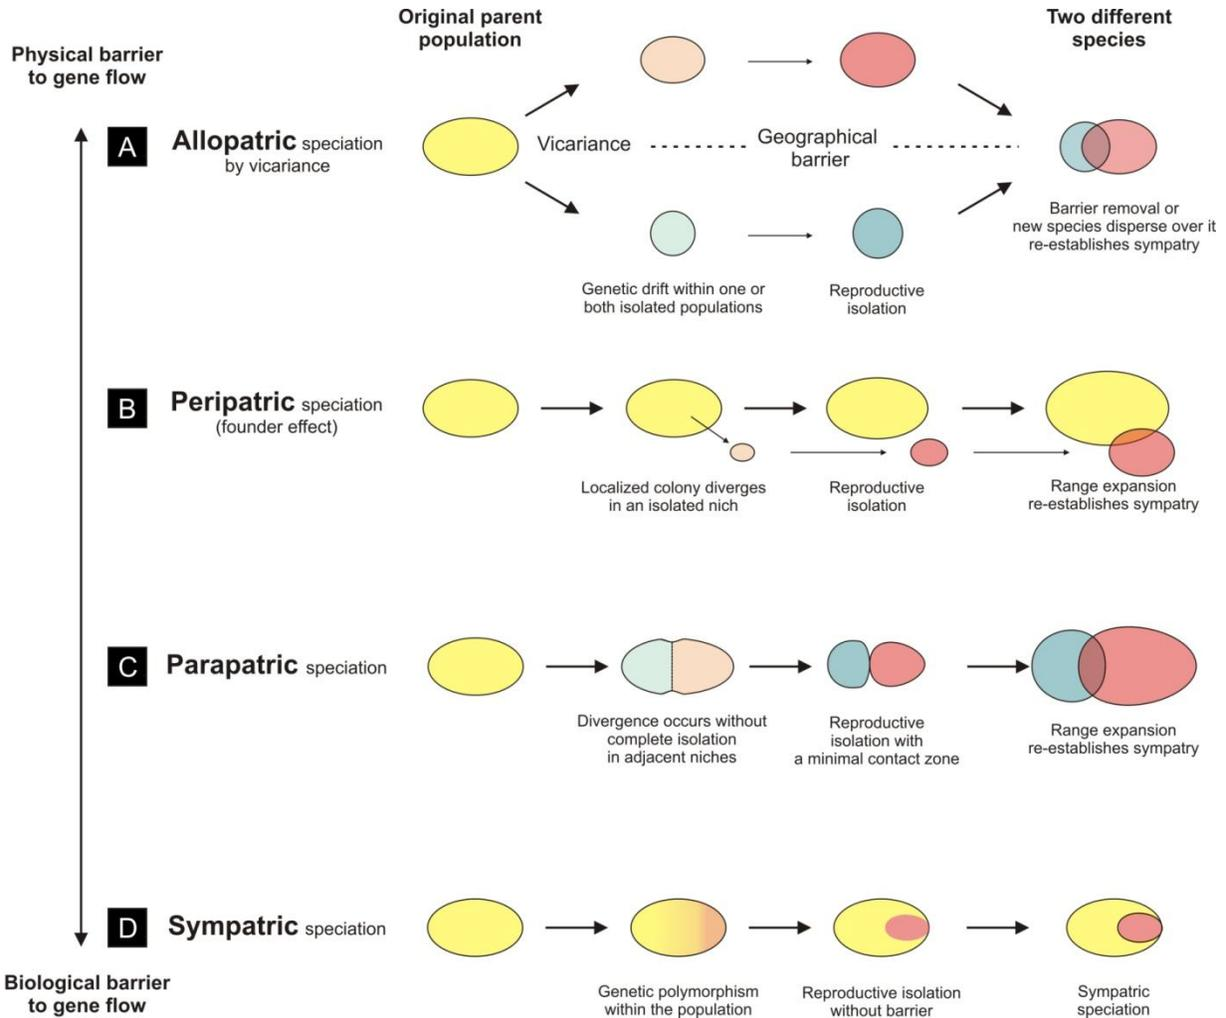 Original parent
population
Two different
species
Physical barrier
to gene flow
A
Allopatric speciation
by vicariance
Vicariance
Geographical
barrier
Genetic drift within one or
both isolated populations
Reproductive
isolation
Barrier removal or
new species disperse over it
re-establishes sympatry
B
Peripatric speciation
(founder effect)
Localized colony diverges
in an isolated nich
Reproductive
isolation
Range expansion
re-establishes sympatry
C
Parapatric speciation
Divergence occurs without
complete isolation
in adjacent niches
Reproductive
isolation with
a minimal contact zone
Range expansion
re-establishes sympatry
D
Sympatric speciation
Genetic polymorphism
within the population
Reproductive isolation
without barrier
Sympatric
speciation
Biological barrier
to gene flow